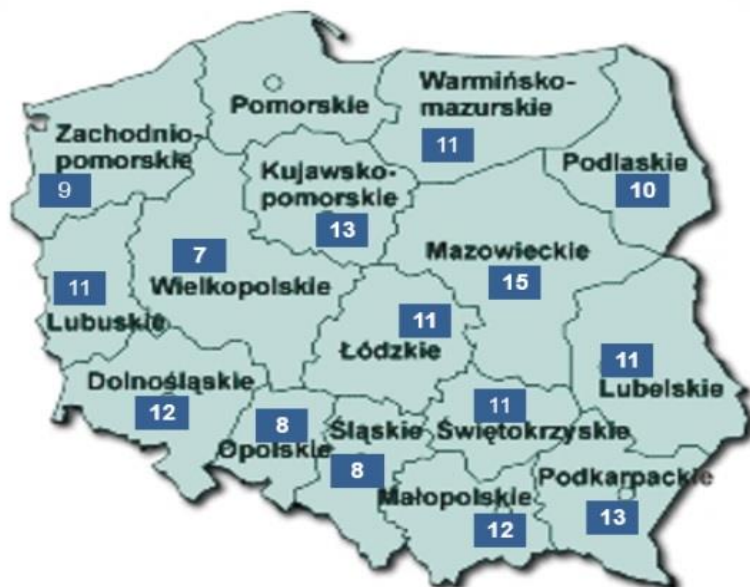 Pomorskie
Warmińsko-
mazurskie
11
Zachodnio-
pomorskie
9
Kujawsko-
pomorskie
13
Podlaskie
10
Mazowieckie
15
7
Wielkopolskie
11
Lubuskie
11
Łódzkie
11
Lubelskie
Dolnośląskie
12
8
Opolskie
Śląskie
8
11
Świętokrzyskie
Małopolskie
12
Podkarpackie
13